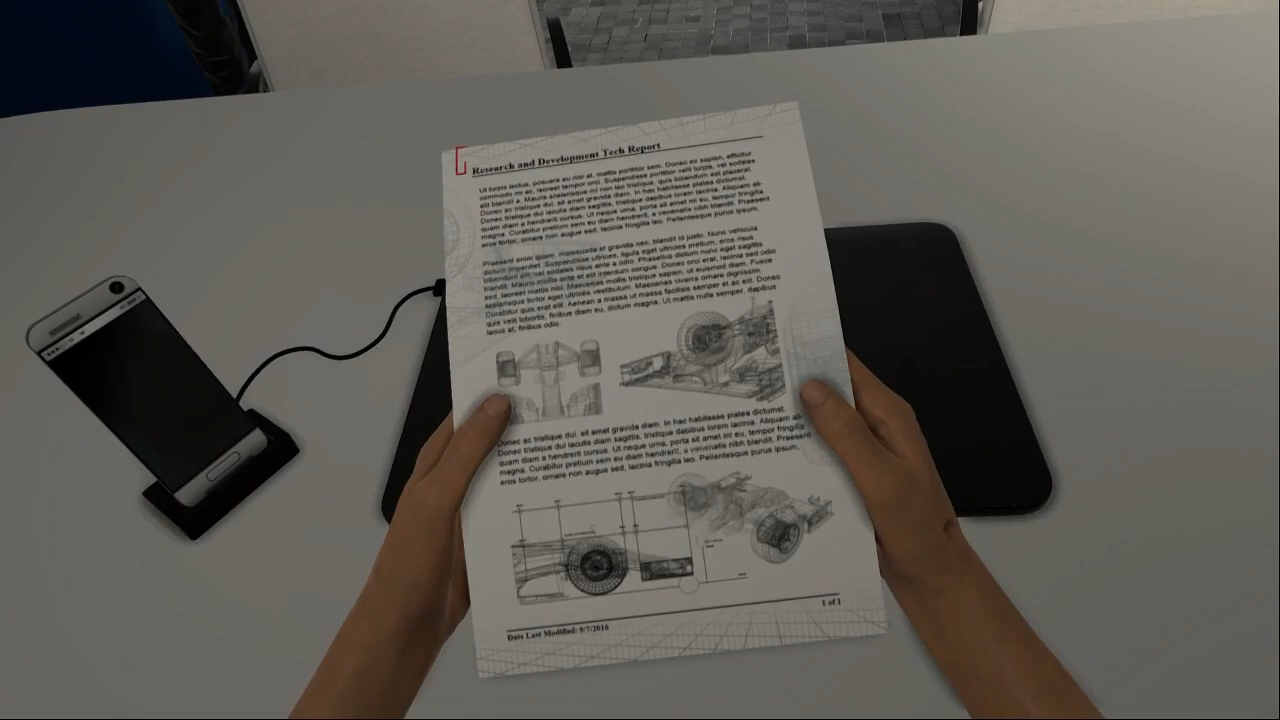 Research and Development Tech Report
Ut turpis lectus, posuere eu nisi at, mattis porttitor sem. Donec ex sapien, efficitur
commodo mi ac, laoreet tempor orci. Suspendisse porttitor velit turpis, vel sodales
elit blandit a. Mauris scelerisque mi non leo tristique, quis bibendum est placerat.
Donec ac tristique dui, sit amet gravida diam. In hac habitasse platea dictumst.
Donec tristique dui iaculis diam sagittis, tristique dapibus lorem lacinia. Aliquam ali-
quam diam a hendrerit cursus. Ut neque urna, porta sit amet mi eu, tempor fringilla
magna. Curabitur pretium sem eu diam hendrerit, a venenatis nibh blandit. Praesent
eros tortor, ornare non augue sed, lacinia fringilla leo. Pellentesque purus ipsum,
Praesent enim quam, malesuada et gravida nec, blandit id justo. Nunc vehicula
dictum imperdiet. Suspendisse ultrices, ligula eget ultricies pretium, eros risus
bibendum elit, vel sodales risus ante a odio. Phasellus dictum nunc eget sagittis
blandit. Mauris mollis ante et elit interdum congue. Donec orci erat, lacinia sed odio
sed, laoreet mattis nisl. Maecenas mollis tristique sapien, ut euismod diam. Fusce
scelerisque tortor eget ultrices vestibulum. Maecenas viverra ornare dignissim.
Curabitur quis erat elit. Aenean a massa ut massa facilisis semper et ac est. Donec
quis velit lobortis, finibus diam eu, dictum magna. Ut mattis nulla semper, dapibus
lacus at, finibus odio.
Donec ac tristique dui, sit amet gravida diam. In hac habitasse platea dictumst.
Donec tristique dui iaculis diam sagittis, tristique dapibus lorem lacinia. Aliquam ali-
quam diam a hendrerit cursus. Ut neque urna, porta sit amet mi eu, tempor fringilla
magna. Curabitur pretium sem eu diam hendrerit, a venenatis nibh blandit. Praesent
eros tortor, ornare non augue sed, lacinia fringilla leo. Pellentesque purus ipsum,
1 of 1
Date Last Modified: 9/7/2016